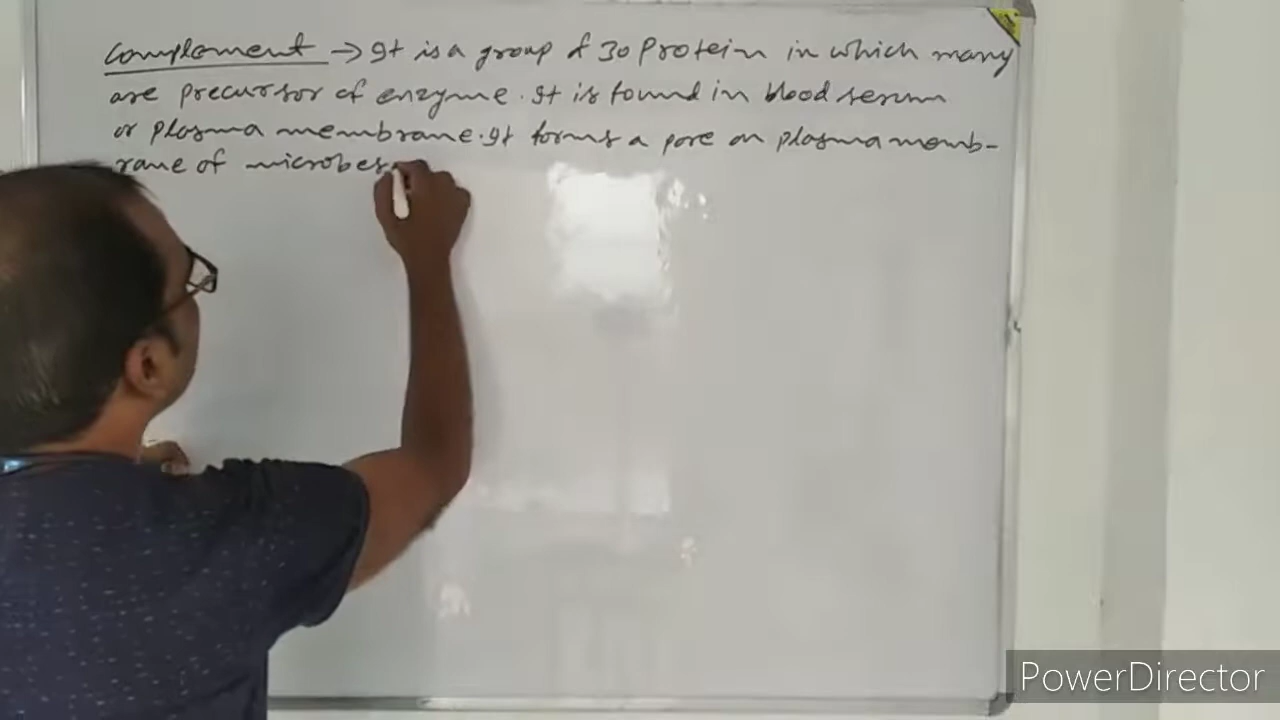 complement → It is a group of 30 Protein in which many
are precursor of enzyme. It is found in blood serum
or plasma membrane. It forms a pore on plasma memb-
rane of microbes
PowerDirector